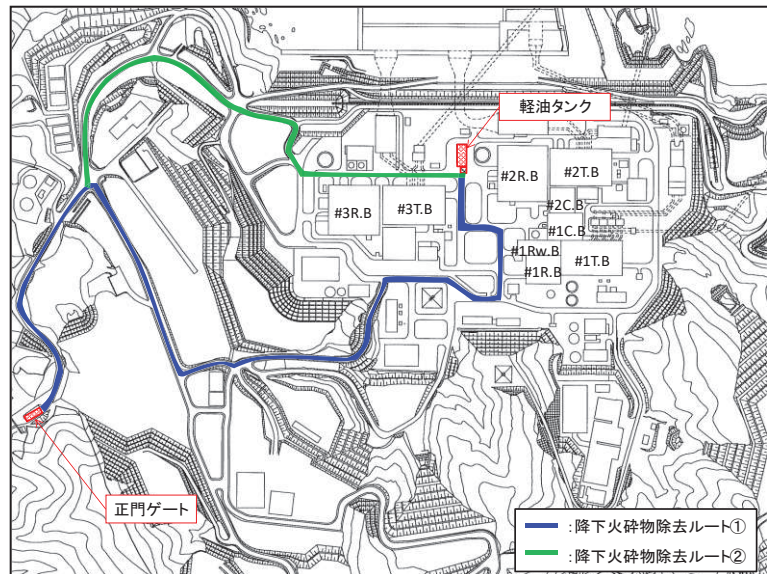 軽油タンク
#2R.B
#2T.B
#2C.B
#3R.B
#3T.B
#1C.B
#1Rw.B
#1R.B
#1T.B
正門ゲート
:降下火砕物除去ルート①
:降下火砕物除去ルート②